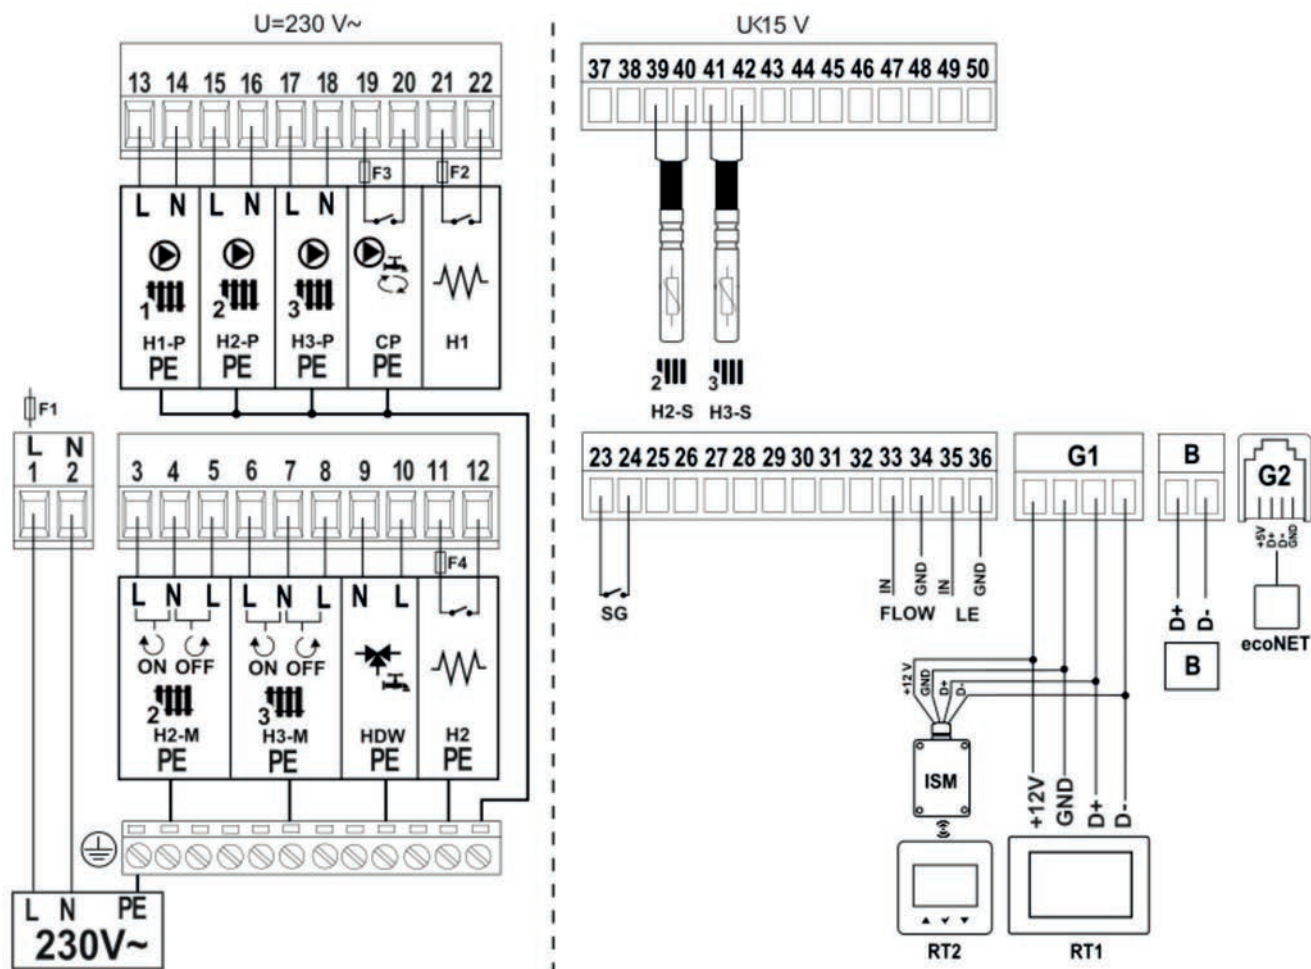 U=230 V~
U<15 V
13 14 15 16 17 18 19 20 21 22
37 38 39 40 41 42 43 44 45 46 47 48 49 50
F3 F2
L N L N L N
1 2 3
H1-P H2-P H3-P CP H1
PE PE PE PE
2 3
H2-S H3-S
F1
L N
1 2
3 4 5 6 7 8 9 10 11 12
23 24 25 26 27 28 29 30 31 32 33 34 35 36
G1
B
G2
+5V D+ D- GND
F4
L N L L N L N L
ON OFF ON OFF
2 3
H2-M H3-M HDW H2
PE PE PE PE
SG
IN GND IN GND
FLOW LE
D+ D-
B
ecoNET
+12 V GND D+ D-
ISM
+12V GND D+ D-
RT2
RT1
L N PE
230V~